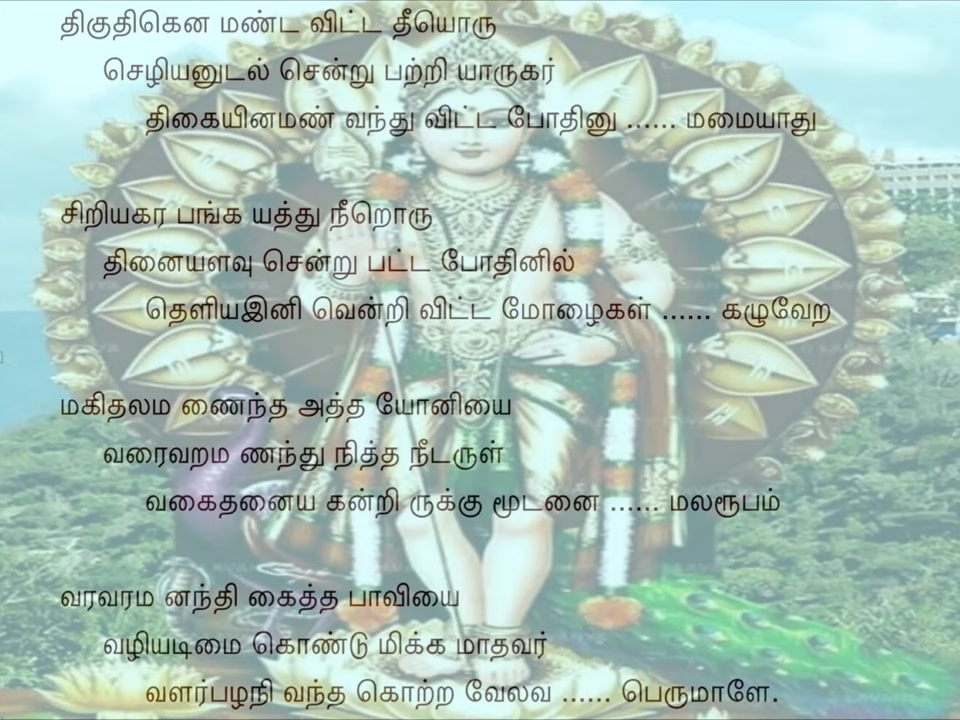 திகுதிகென மண்ட விட்ட தீயொரு
செழியனுடல் சென்று பற்றி யாருகர்
திகையினமண் வந்து விட்ட போதினு ...... மமையாது
சிறியகர பங்க யத்து நீறொரு
தினையளவு சென்று பட்ட போதினில்
தெளியஇனி வென்றி விட்ட மோழைகள் ...... கழுவேற
மகிதலம ணைந்த அத்த யோனியை
வரைவறம ணந்து நித்த நீடருள்
வகைதனைய கன்றி ருக்கு மூடனை ...... மலரூபம்
வரவரம னந்தி கைத்த பாவியை
வழியடிமை கொண்டு மிக்க மாதவர்
வளர்பழநி வந்த கொற்ற வேலவ ...... பெருமாளே.